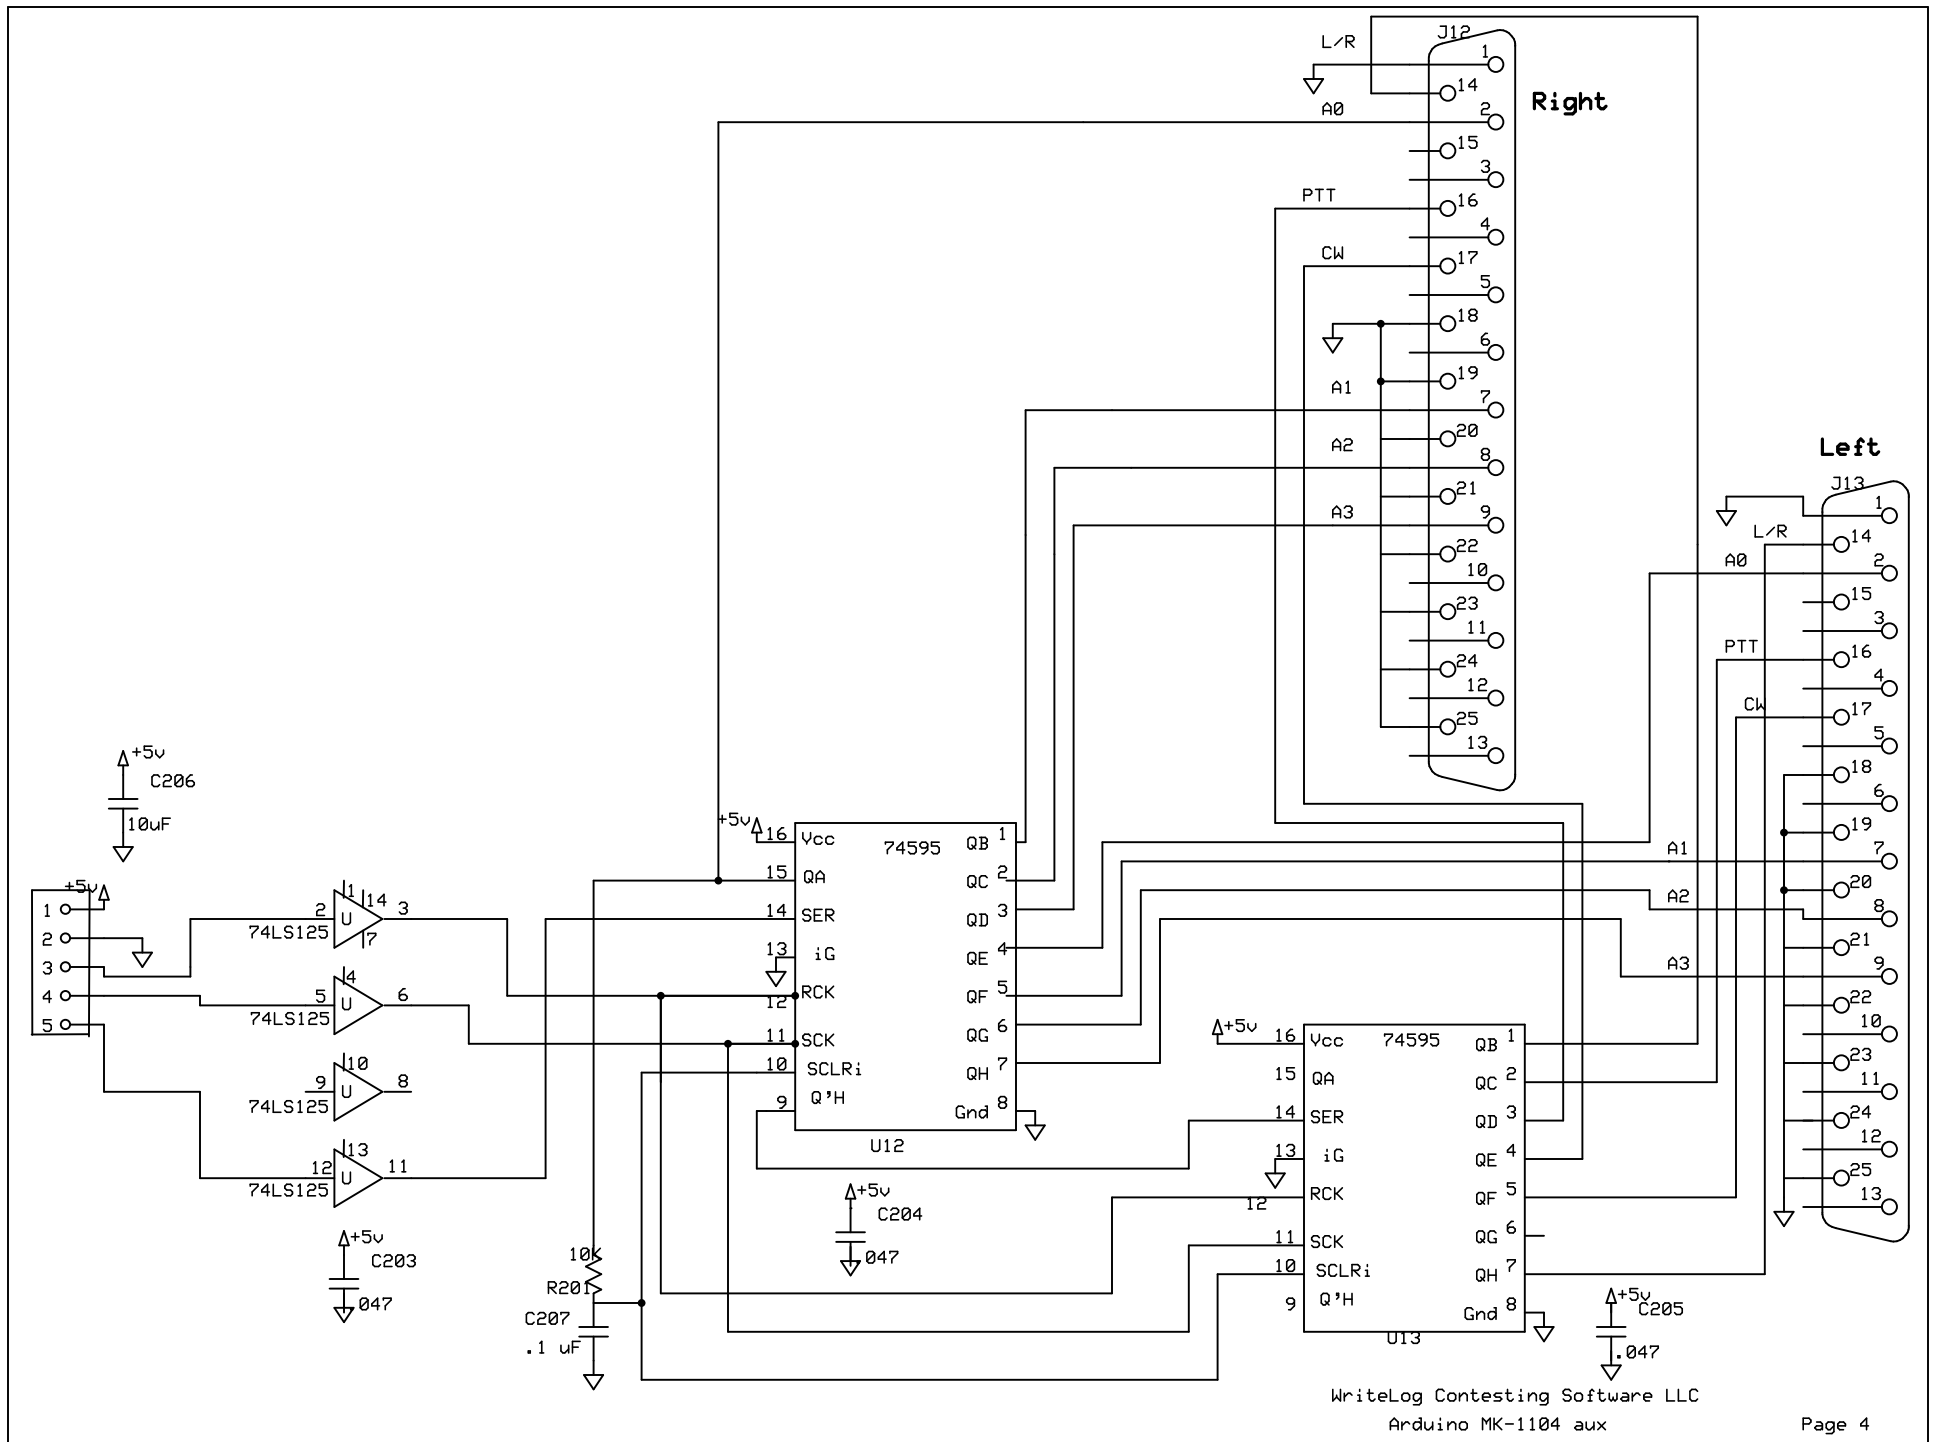 J12
L/R
1
14
Right
A0
2
15
3
PTT
16
4
CW
17
5
18
6
19
A1
7
20
A2
8
21
A3
9
22
10
23
11
24
12
25
13
Left
J13
1
L/R
14
A0
2
15
3
PTT
16
4
CW
17
5
18
6
19
A1
7
20
A2
8
21
A3
9
22
10
23
11
24
12
25
13
+5v
C206
10uF
+5v
1
2
3
4
5
1
14
2
U
3
7
74LS125
4
5
U
6
74LS125
10
9
U
8
74LS125
13
12
U
11
74LS125
+5v
C203
047
+5v
16 Vcc
74595
QB 1
15 QA
QC 2
14 SER
QD 3
13 iG
QE 4
12 RCK
QF 5
11 SCK
QG 6
10 SCLRi
QH 7
9 Q'H
Gnd 8
U12
+5v
C204
047
10K
R201
C207
.1 uF
+5v
16 Vcc
74595
QB 1
15 QA
QC 2
14 SER
QD 3
13 iG
QE 4
12 RCK
QF 5
11 SCK
QG 6
10 SCLRi
QH 7
9 Q'H
Gnd 8
U13
+5v
C205
.047
WriteLog Contesting Software LLC
Arduino MK-1104 aux
Page 4